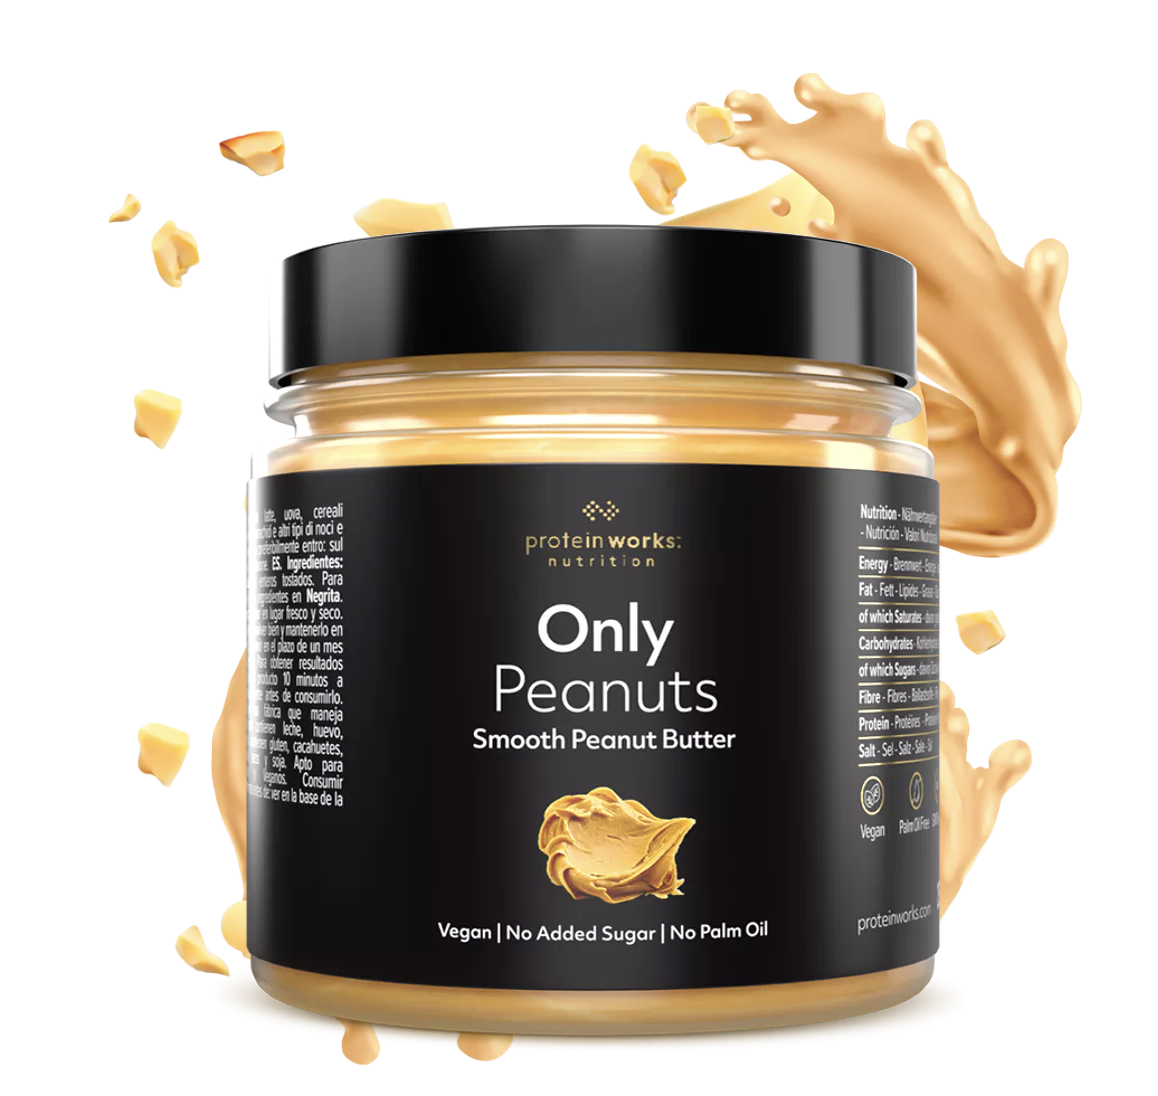 latte, uova, cereali
e altri tipi di noci e
entro: sul
ES. Ingredientes:
enteros tostados. Para
en Negrita.
en lugar fresco y seco.
bien y mantenerlo en
en el plazo de un mes
Para obtener resultados
producto 10 minutos a
antes de consumirlo.
fábrica que maneja
leche, huevo,
gluten, cacahuetes,
y soja. Apto para
Veganos. Consumir
ver en la base de la
protein works:
nutrition
Only
Peanuts
Smooth Peanut Butter
Vegan | No Added Sugar | No Palm Oil
Nutrition - Nährwertangaben
- Nutrición - Valori Nutrizionali
Energy - Brennwert - Energie
Fat - Fett - Lipides - Grasas
of which Saturates - davon
Carbohydrates - Kohlenhydrate
of which Sugars - davon Zucker
Fibre - Fibres - Ballaststoffe
Protein - Protéines
Salt - Sel - Salz - Sale - Sal
Vegan
Palm Oil Free
proteinworks.com